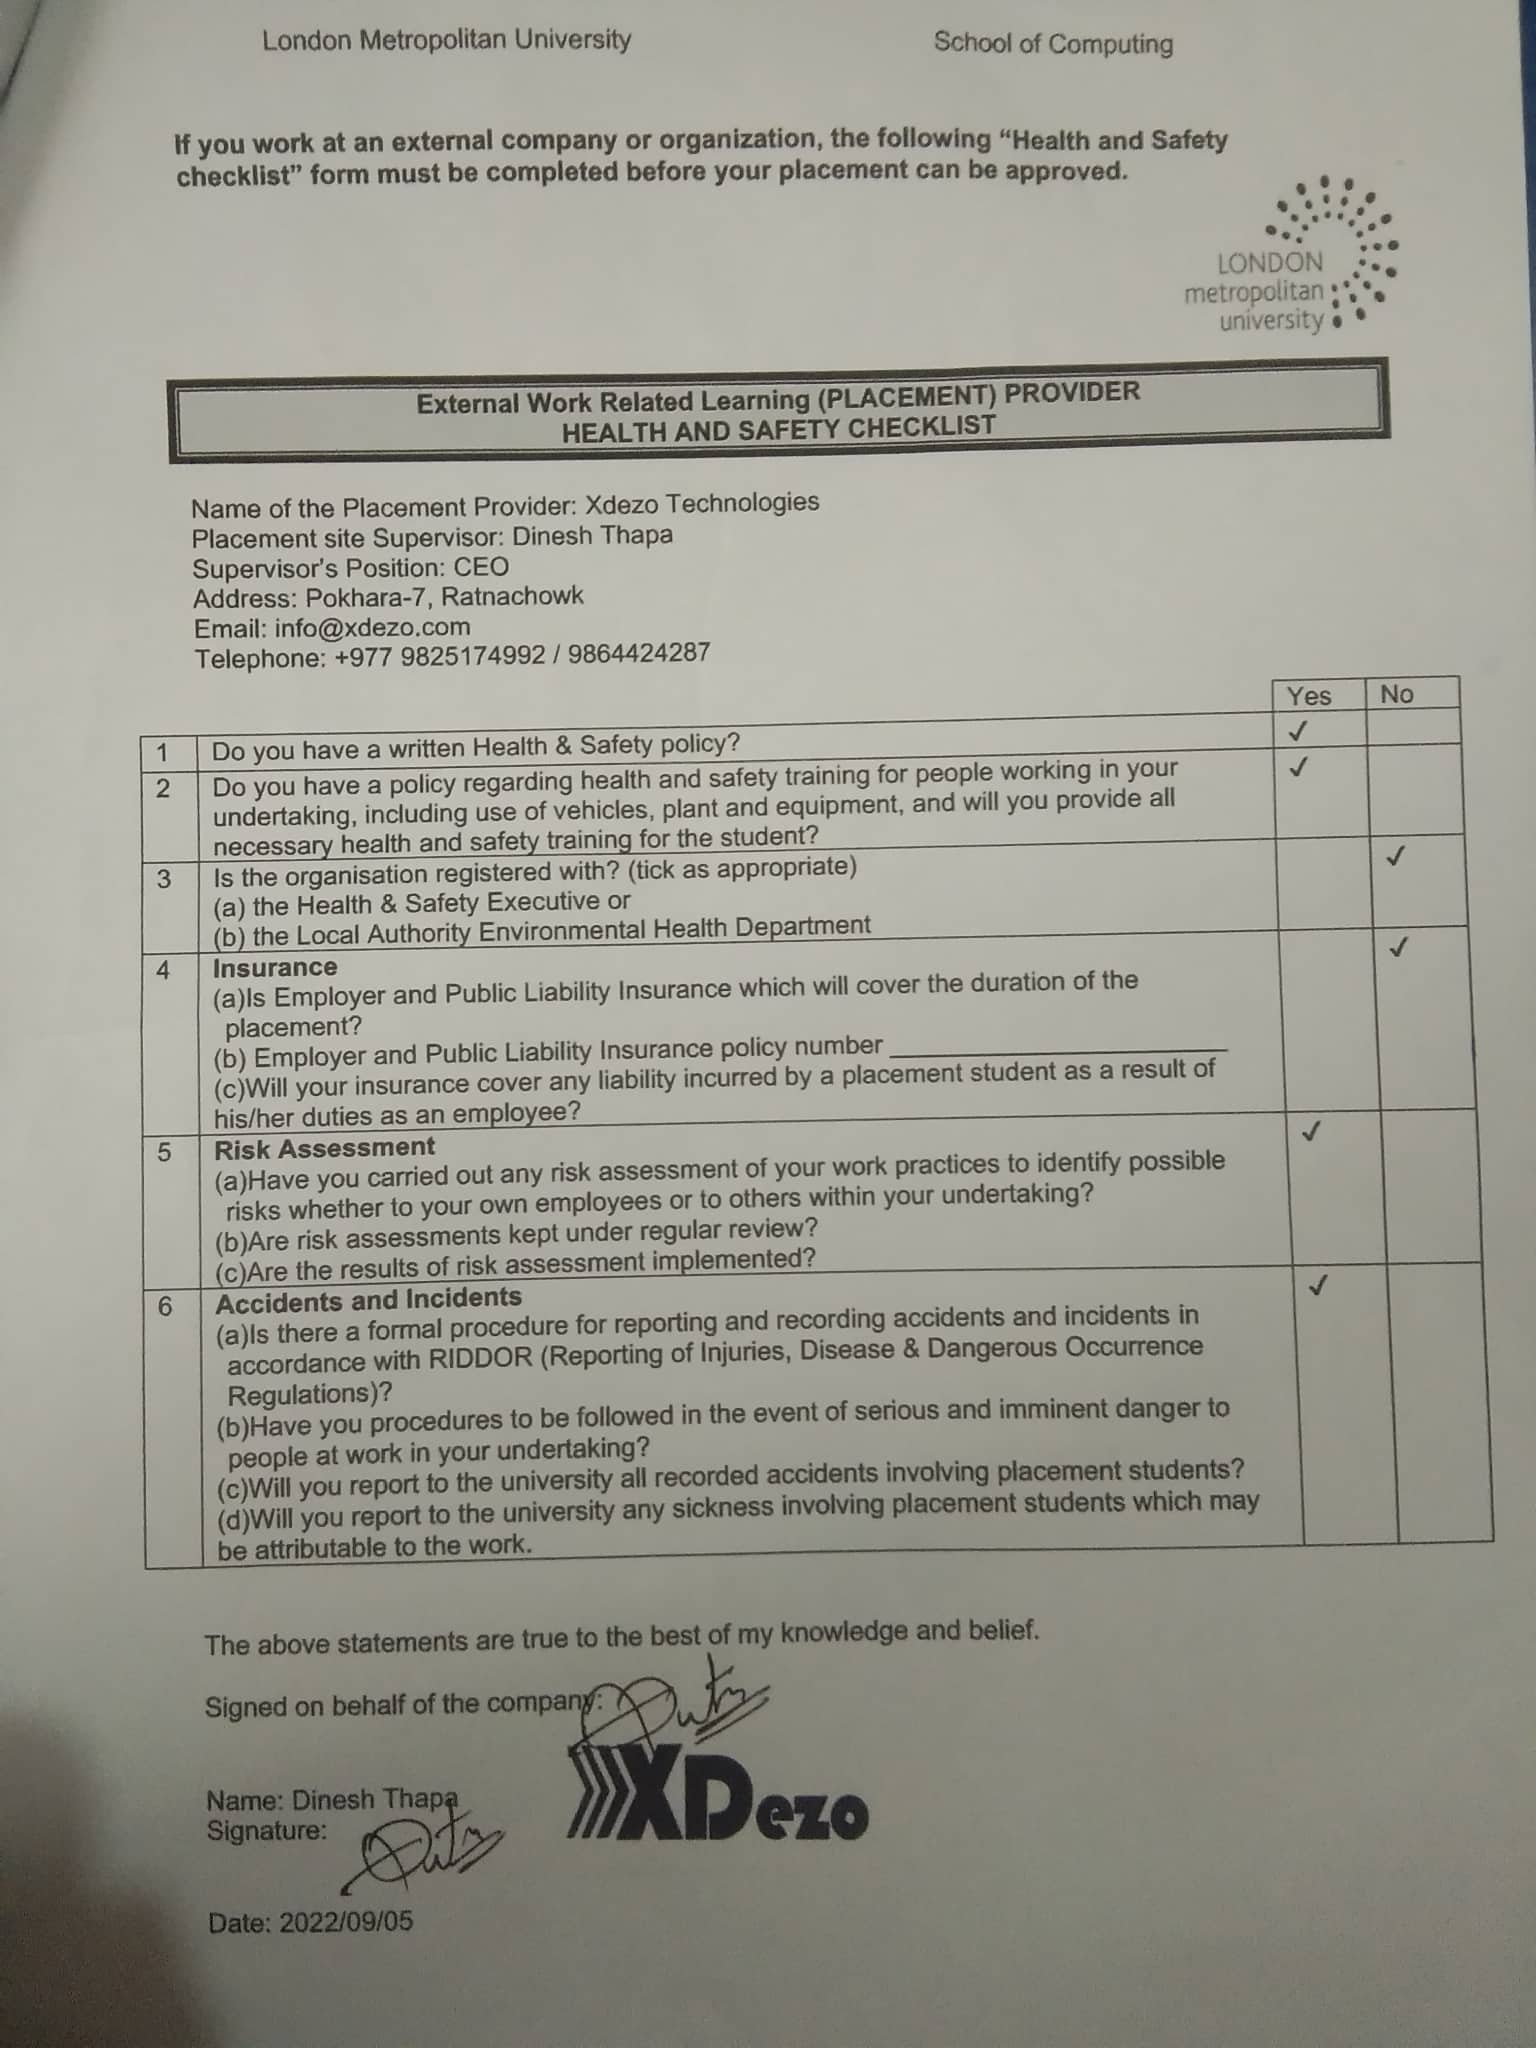 London Metropolitan University School of Computing
If you work at an external company or organization, the following “Health and Safety
checklist” form must be completed before your placement can be approved.
LONDON
metropolitan
university
External Work Related Learning (PLACEMENT) PROVIDER
HEALTH AND SAFETY CHECKLIST
Name of the Placement Provider: Xdezo Technologies
Placement site Supervisor: Dinesh Thapa
Supervisor's Position: CEO
Address: Pokhara-7, Ratnachowk
Email: info@xdezo.com
Telephone: +977 9825174992 / 9864424287
Yes No
1 Do you have a written Health & Safety policy? ✓
2 Do you have a policy regarding health and safety training for people working in your ✓
undertaking, including use of vehicles, plant and equipment, and will you provide all
necessary health and safety training for the student?
3 Is the organisation registered with? (tick as appropriate) ✓
(a) the Health & Safety Executive or
(b) the Local Authority Environmental Health Department
4 Insurance ✓
(a)Is Employer and Public Liability Insurance which will cover the duration of the
placement?
(b) Employer and Public Liability Insurance policy number ____________________
(c)Will your insurance cover any liability incurred by a placement student as a result of
his/her duties as an employee?
5 Risk Assessment ✓
(a)Have you carried out any risk assessment of your work practices to identify possible
risks whether to your own employees or to others within your undertaking?
(b)Are risk assessments kept under regular review?
(c)Are the results of risk assessment implemented?
6 Accidents and Incidents ✓
(a)Is there a formal procedure for reporting and recording accidents and incidents in
accordance with RIDDOR (Reporting of Injuries, Disease & Dangerous Occurrence
Regulations)?
(b)Have you procedures to be followed in the event of serious and imminent danger to
people at work in your undertaking?
(c)Will you report to the university all recorded accidents involving placement students?
(d)Will you report to the university any sickness involving placement students which may
be attributable to the work.
The above statements are true to the best of my knowledge and belief.
Signed on behalf of the company:
XDezo
Name: Dinesh Thapa
Signature:
Date: 2022/09/05